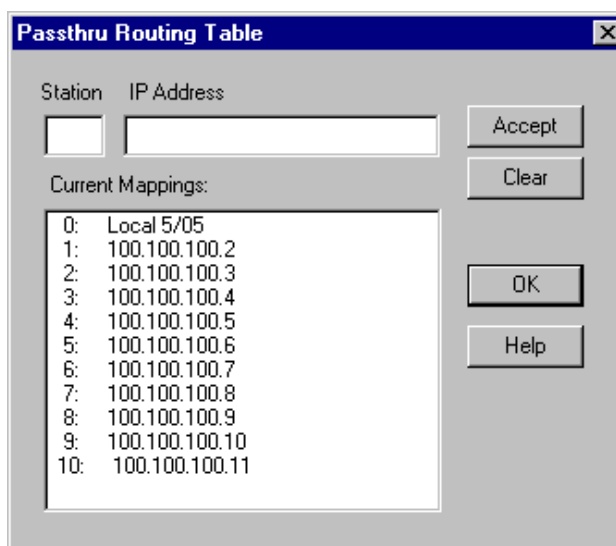 Passthru Routing Table
Station IP Address
Accept
Clear
Current Mappings:
0: Local 5/05
1: 100.100.100.2
2: 100.100.100.3
3: 100.100.100.4
4: 100.100.100.5
5: 100.100.100.6
6: 100.100.100.7
7: 100.100.100.8
8: 100.100.100.9
9: 100.100.100.10
10: 100.100.100.11
OK
Help